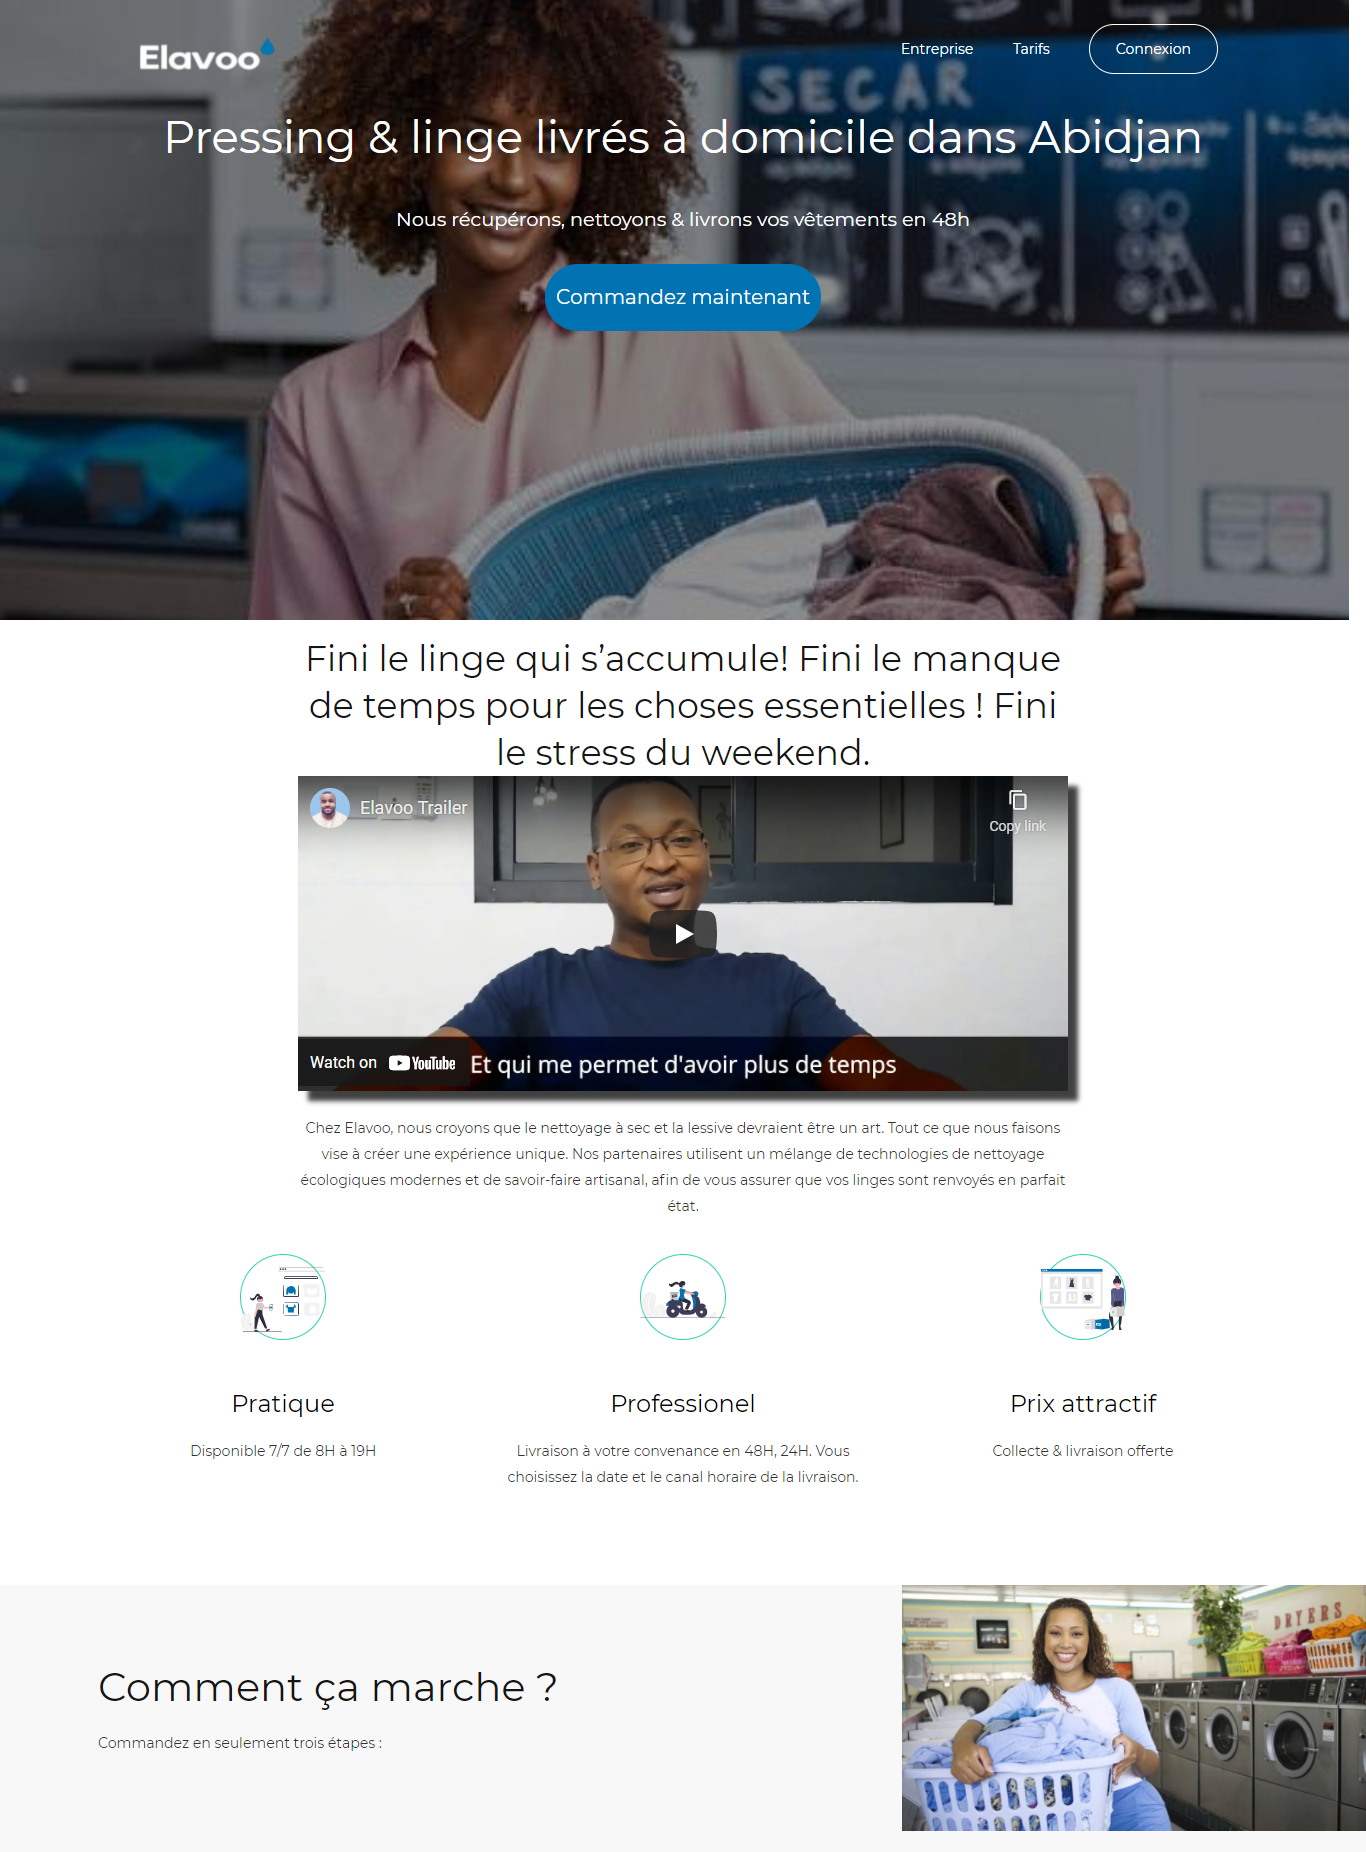 Elavoo
Entreprise Tarifs Connexion
SECAR
Pressing & linge livrés à domicile dans Abidjan
Nous récupérons, nettoyons & livrons vos vêtements en 48h
Commandez maintenant
Fini le linge qui s’accumule! Fini le manque
de temps pour les choses essentielles ! Fini
le stress du weekend.
Elavoo Trailer
Copy link
Watch on YouTube
Et qui me permet d'avoir plus de temps
Chez Elavoo, nous croyons que le nettoyage à sec et la lessive devraient être un art. Tout ce que nous faisons
vise à créer une expérience unique. Nos partenaires utilisent un mélange de technologies de nettoyage
écologiques modernes et de savoir-faire artisanal, afin de vous assurer que vos linges sont renvoyés en parfait
état.
Pratique
Disponible 7/7 de 8H à 19H
Professionel
Livraison à votre convenance en 48H, 24H. Vous
choisissez la date et le canal horaire de la livraison.
Prix attractif
Collecte & livraison offerte
Comment ça marche ?
Commandez en seulement trois étapes :
DRYERS